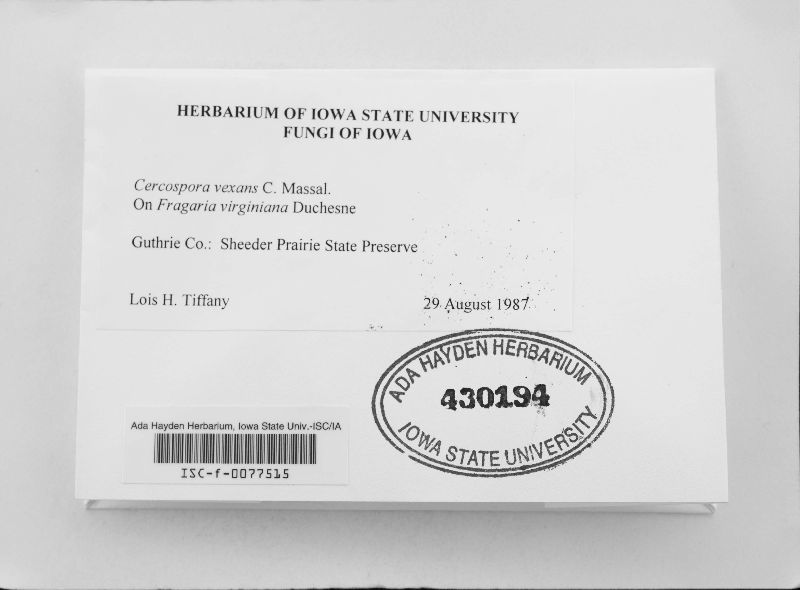 HERBARIUM OF IOWA STATE UNIVERSITY
FUNGI OF IOWA
Cercospora vexans C. Massal.
On Fragaria virginiana Duchesne
Guthrie Co.: Sheeder Prairie State Preserve
Lois H. Tiffany 29 August 1987
ADA HAYDEN HERBARIUM
430194
IOWA STATE UNIVERSITY
Ada Hayden Herbarium, Iowa State Univ.-ISC/IA
ISC-f-0077515